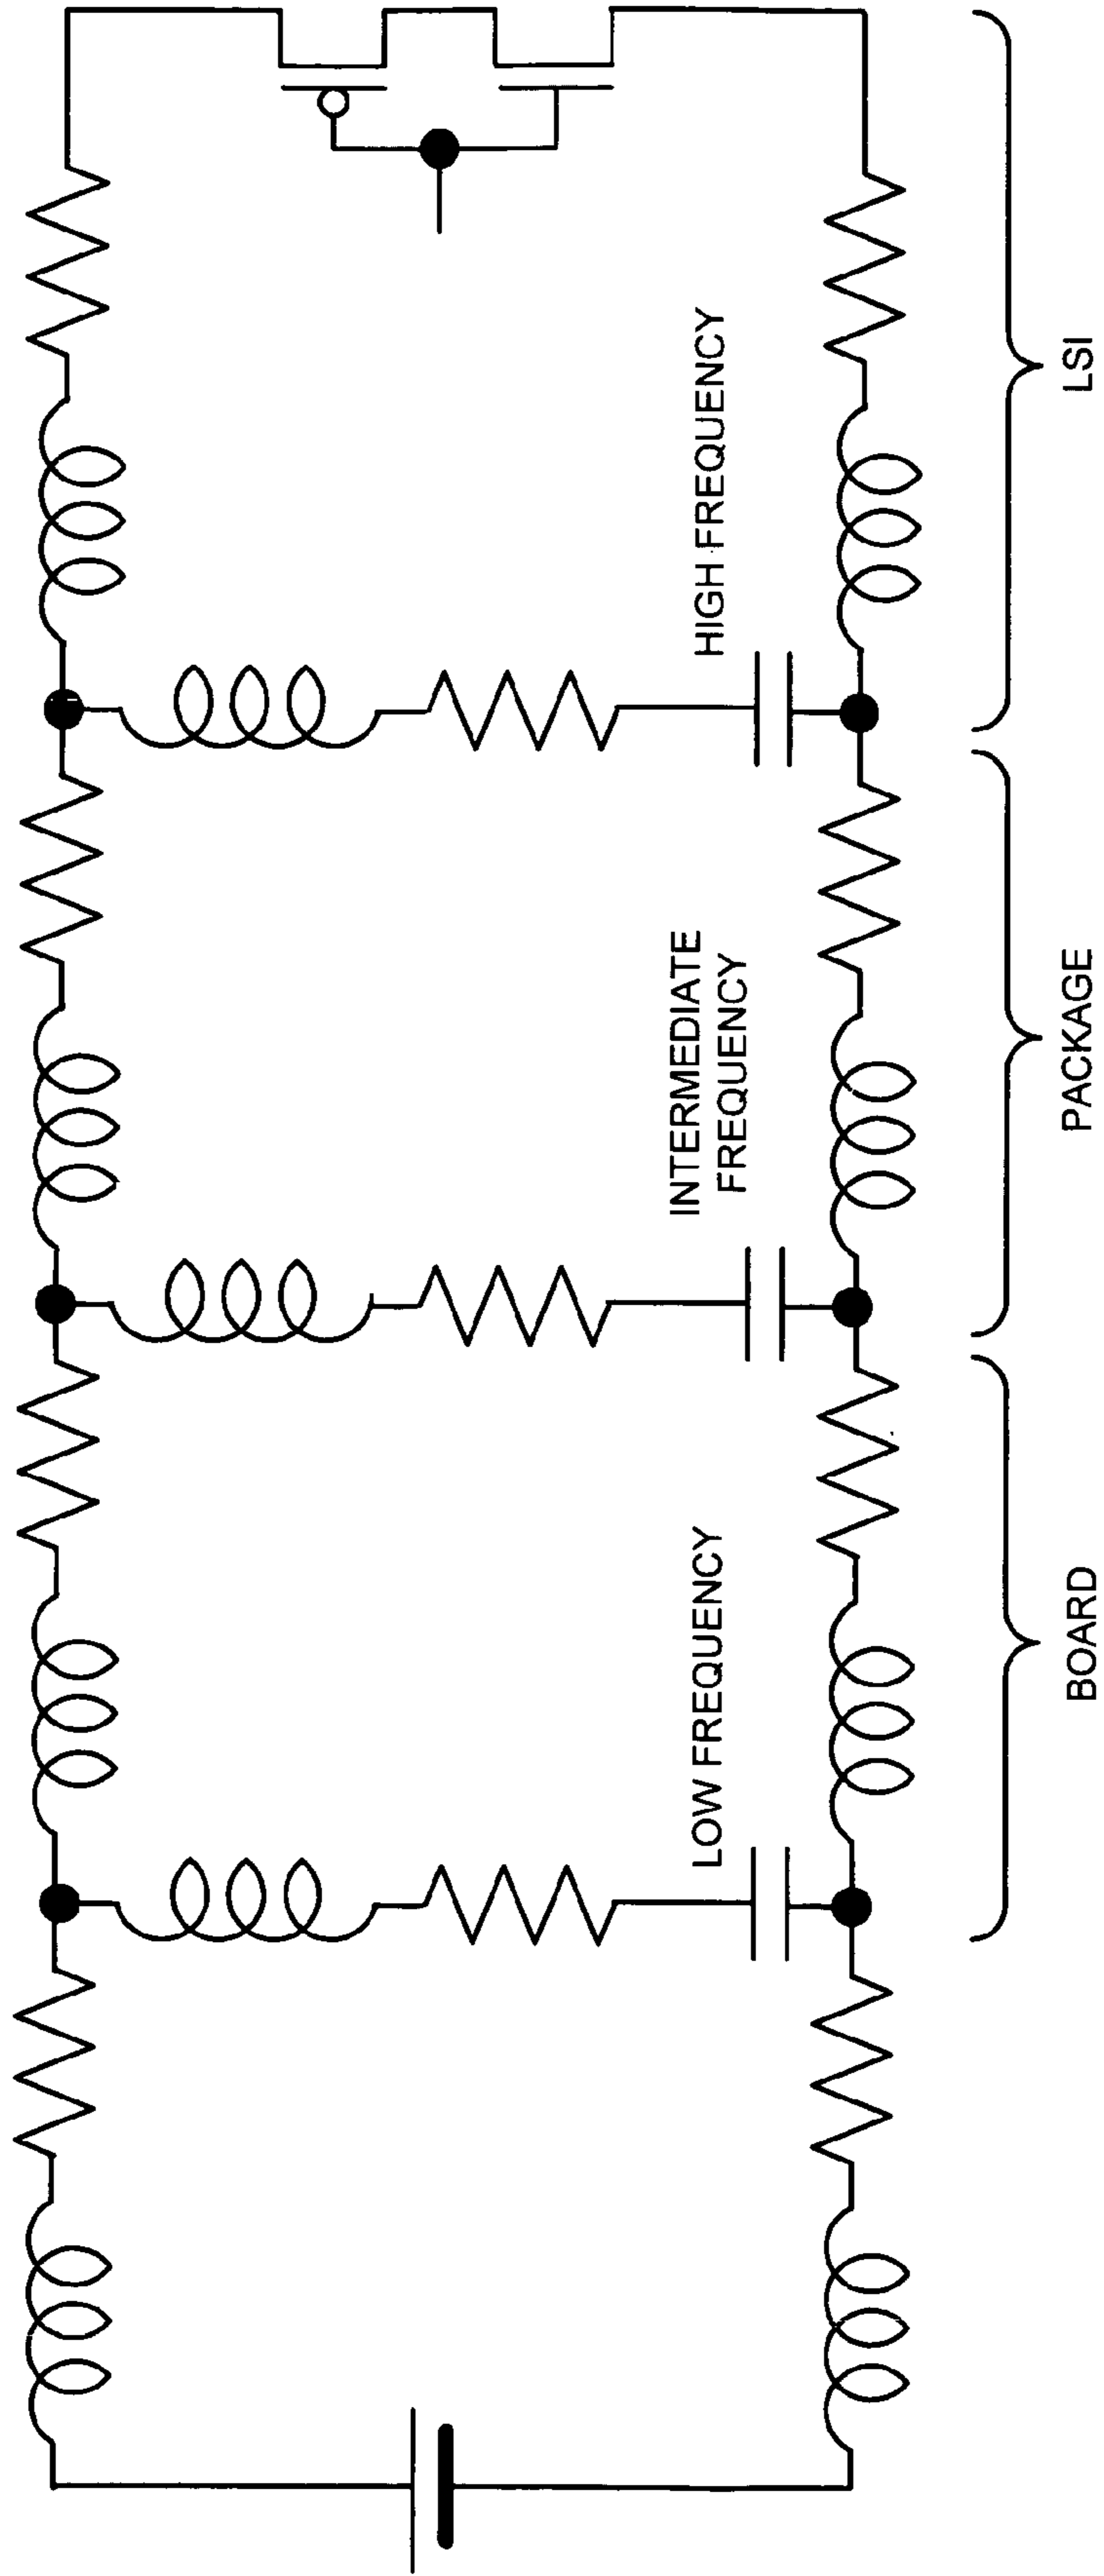 LOW FREQUENCY
INTERMEDIATE
FREQUENCY
HIGH FREQUENCY
BOARD
PACKAGE
LSI